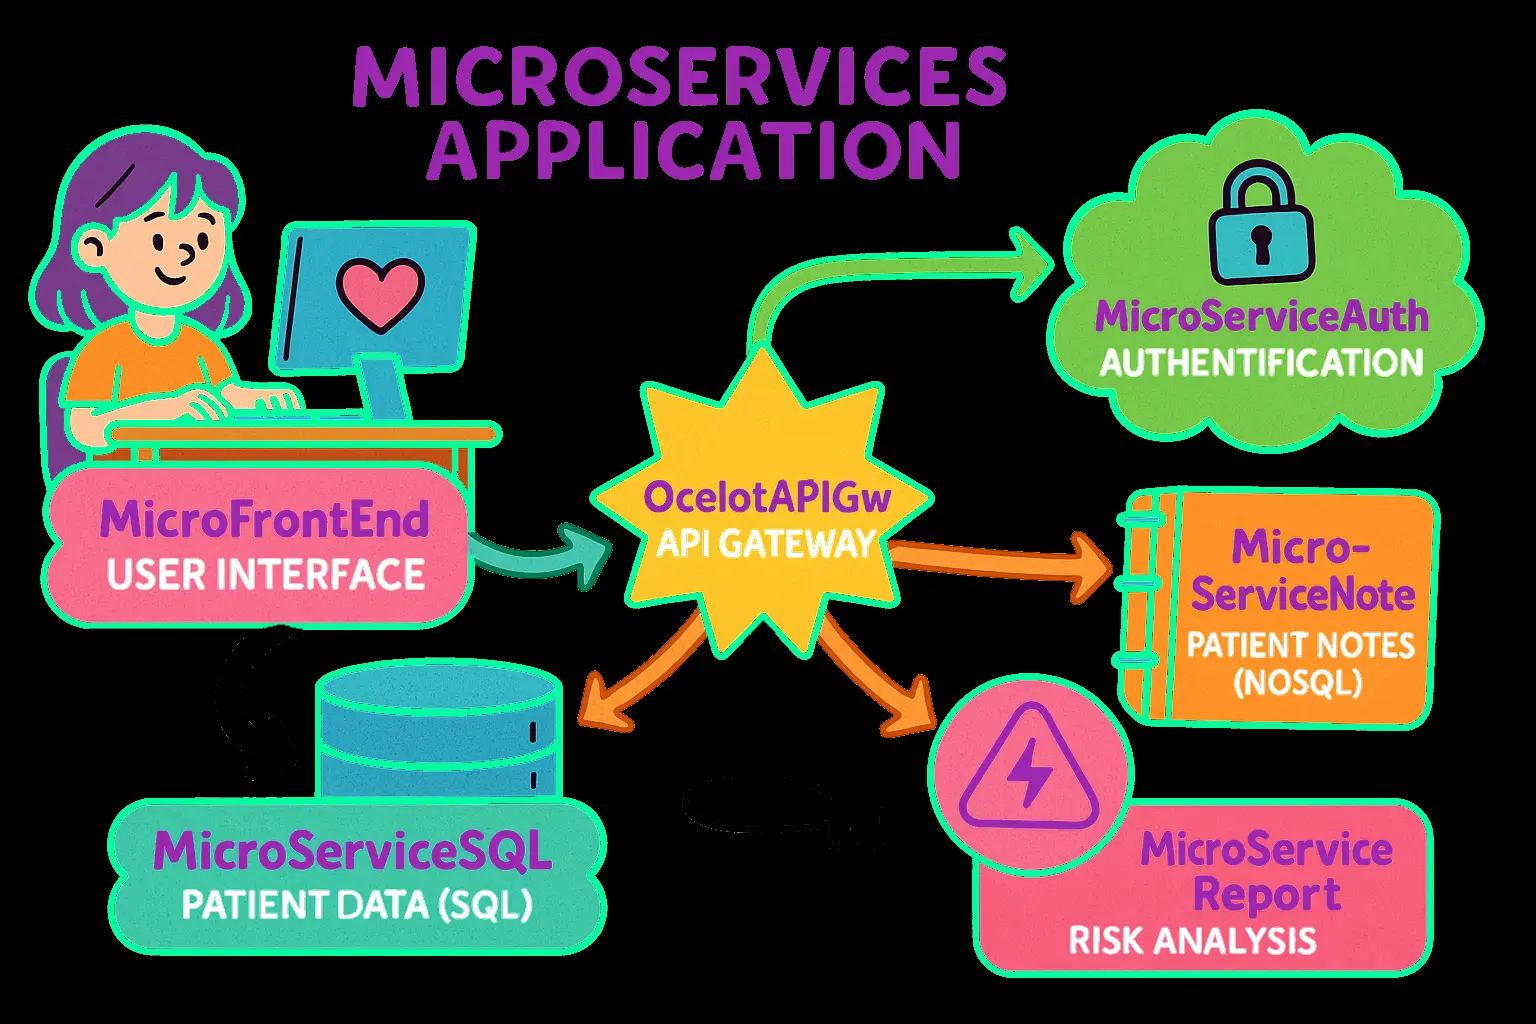 MICROSERVICES
APPLICATION
MicroServiceAuth
AUTHENTIFICATION
MicroFrontEnd
USER INTERFACE
OcelotAPIGw
API GATEWAY
Micro-
ServiceNote
PATIENT NOTES
(NOSQL)
MicroServiceSQL
PATIENT DATA (SQL)
MicroService
Report
RISK ANALYSIS